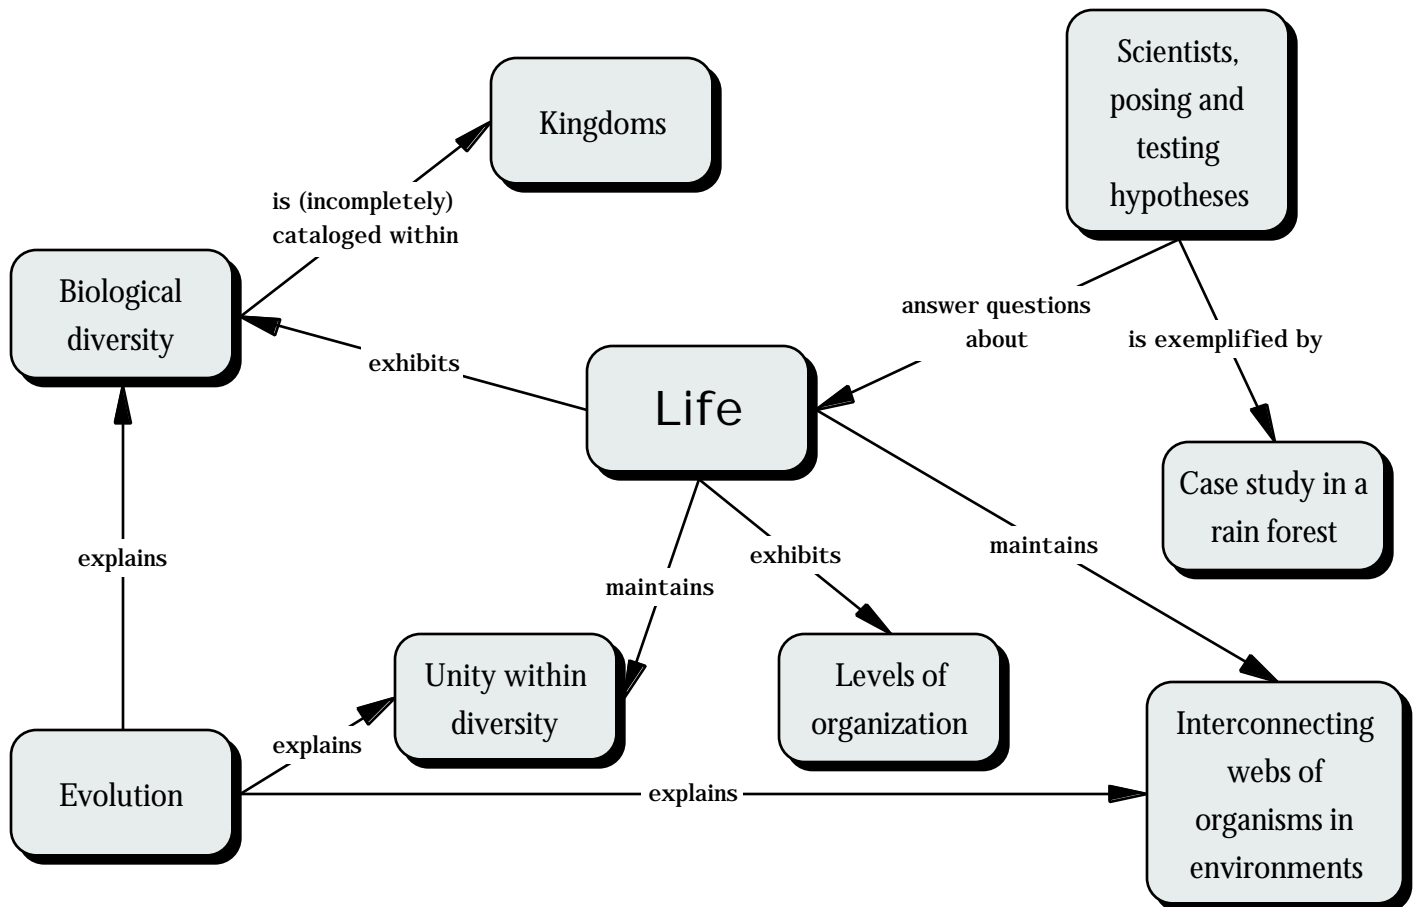 Scientists,
posing and
testing
hypotheses
Kingdoms
is (incompletely)
cataloged within
Biological
diversity
answer questions
about
is exemplified by
exhibits
Life
Case study in a
rain forest
explains
maintains
exhibits
maintains
Unity within
diversity
Levels of
organization
Interconnecting
webs of
organisms in
environments
explains
Evolution
explains